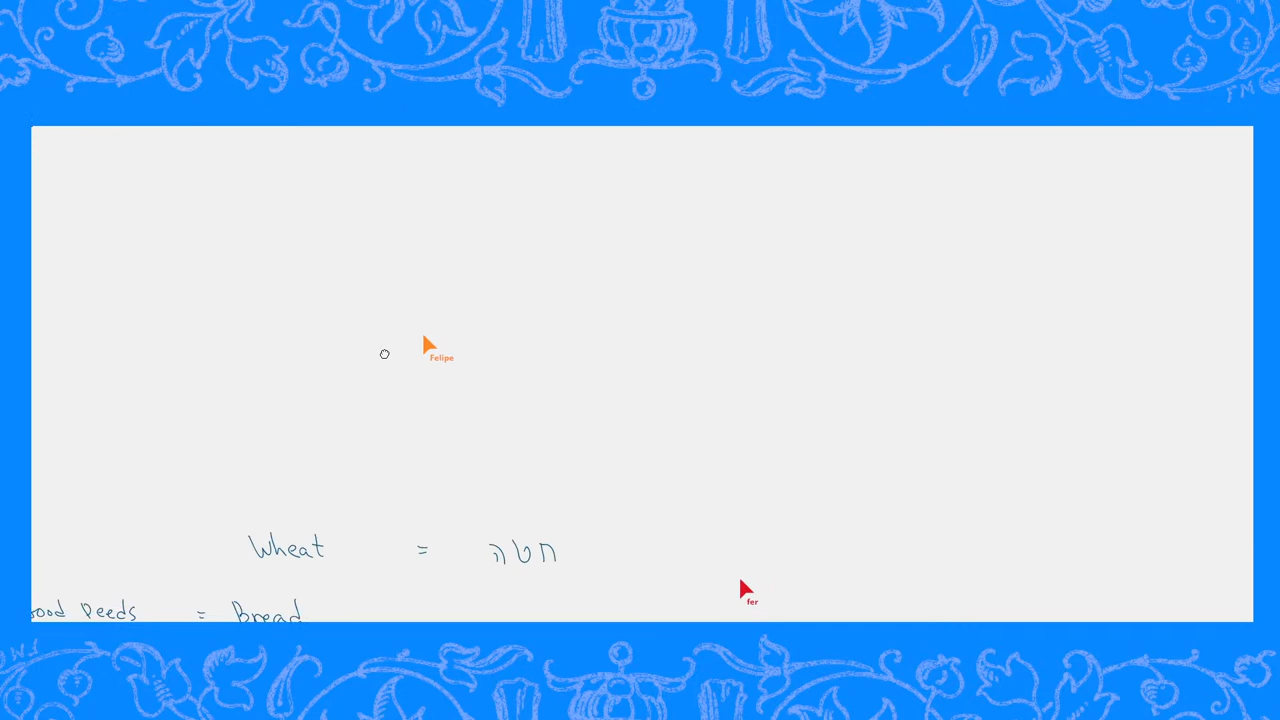 Felipe
Wheat = חטה
fer
ood Deeds = Bread